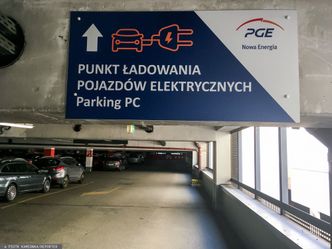 PGE
Nowa Energia
PUNKT ŁADOWANIA
POJAZDÓW ELEKTRYCZNYCH
Parking PC